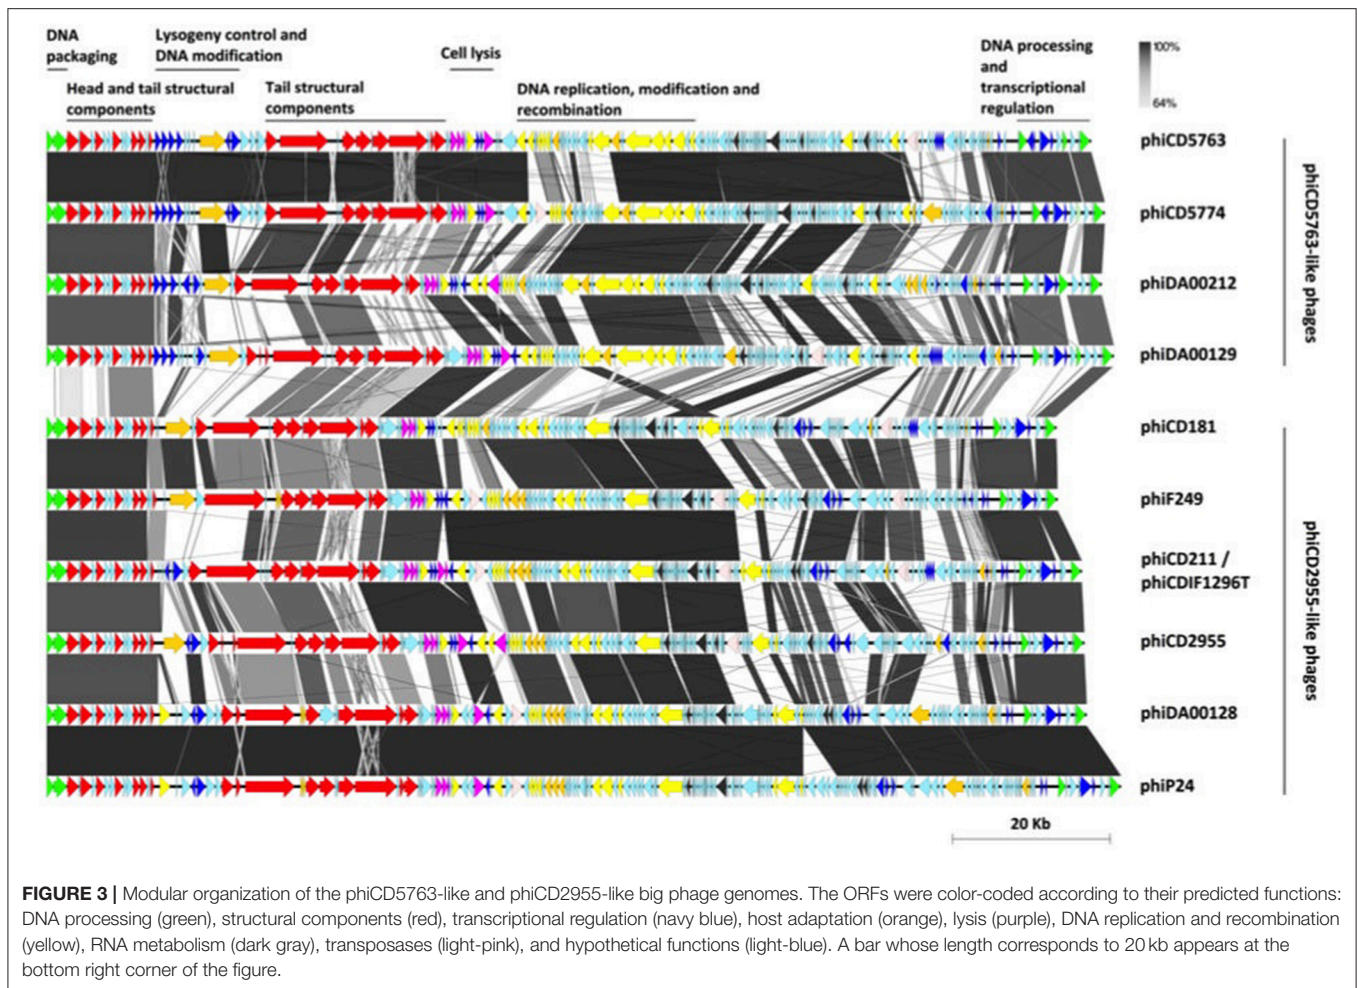 DNA
packaging
Lysogeny control and
DNA modification
Cell lysis
DNA processing
and
transcriptional
regulation
Head and tail structural
components
Tail structural
components
DNA replication, modification and
recombination
100%
64%
phiCD5763
phiCD5774
phiDA00212
phiDA00129
phiCD181
phiF249
phiCD211 /
phiCDIF1296T
phiCD2955
phiDA00128
phiP24
phiCD5763-like phages
phiCD2955-like phages
20 Kb
FIGURE 3 | Modular organization of the phiCD5763-like and phiCD2955-like big phage genomes. The ORFs were color-coded according to their predicted functions:
DNA processing (green), structural components (red), transcriptional regulation (navy blue), host adaptation (orange), lysis (purple), DNA replication and recombination
(yellow), RNA metabolism (dark gray), transposases (light-pink), and hypothetical functions (light-blue). A bar whose length corresponds to 20 kb appears at the
bottom right corner of the figure.